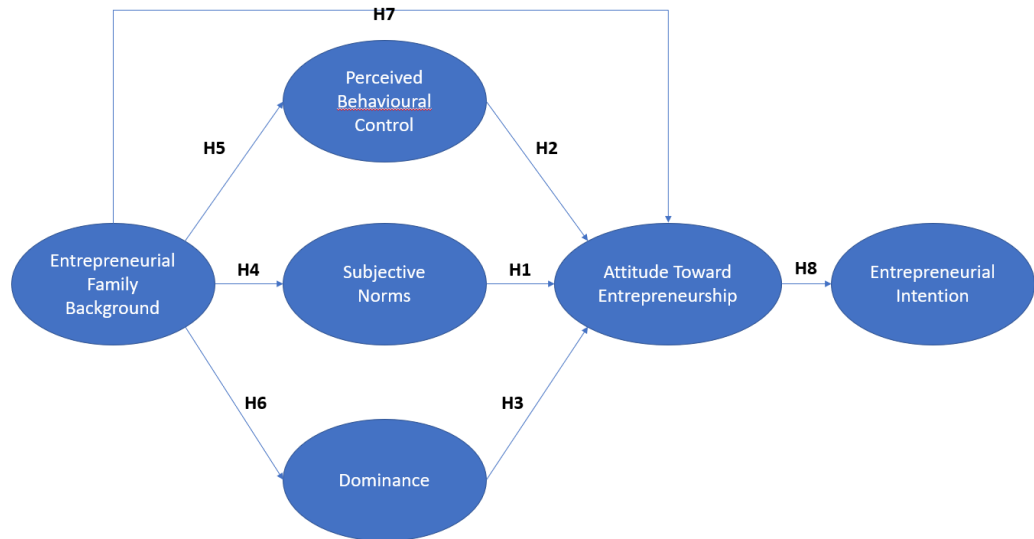 H7
Perceived
Behavioural
Control
H5
H2
Entrepreneurial
Family
Background
H4
Subjective
Norms
H1
Attitude Toward
Entrepreneurship
H8
Entrepreneurial
Intention
H6
H3
Dominance